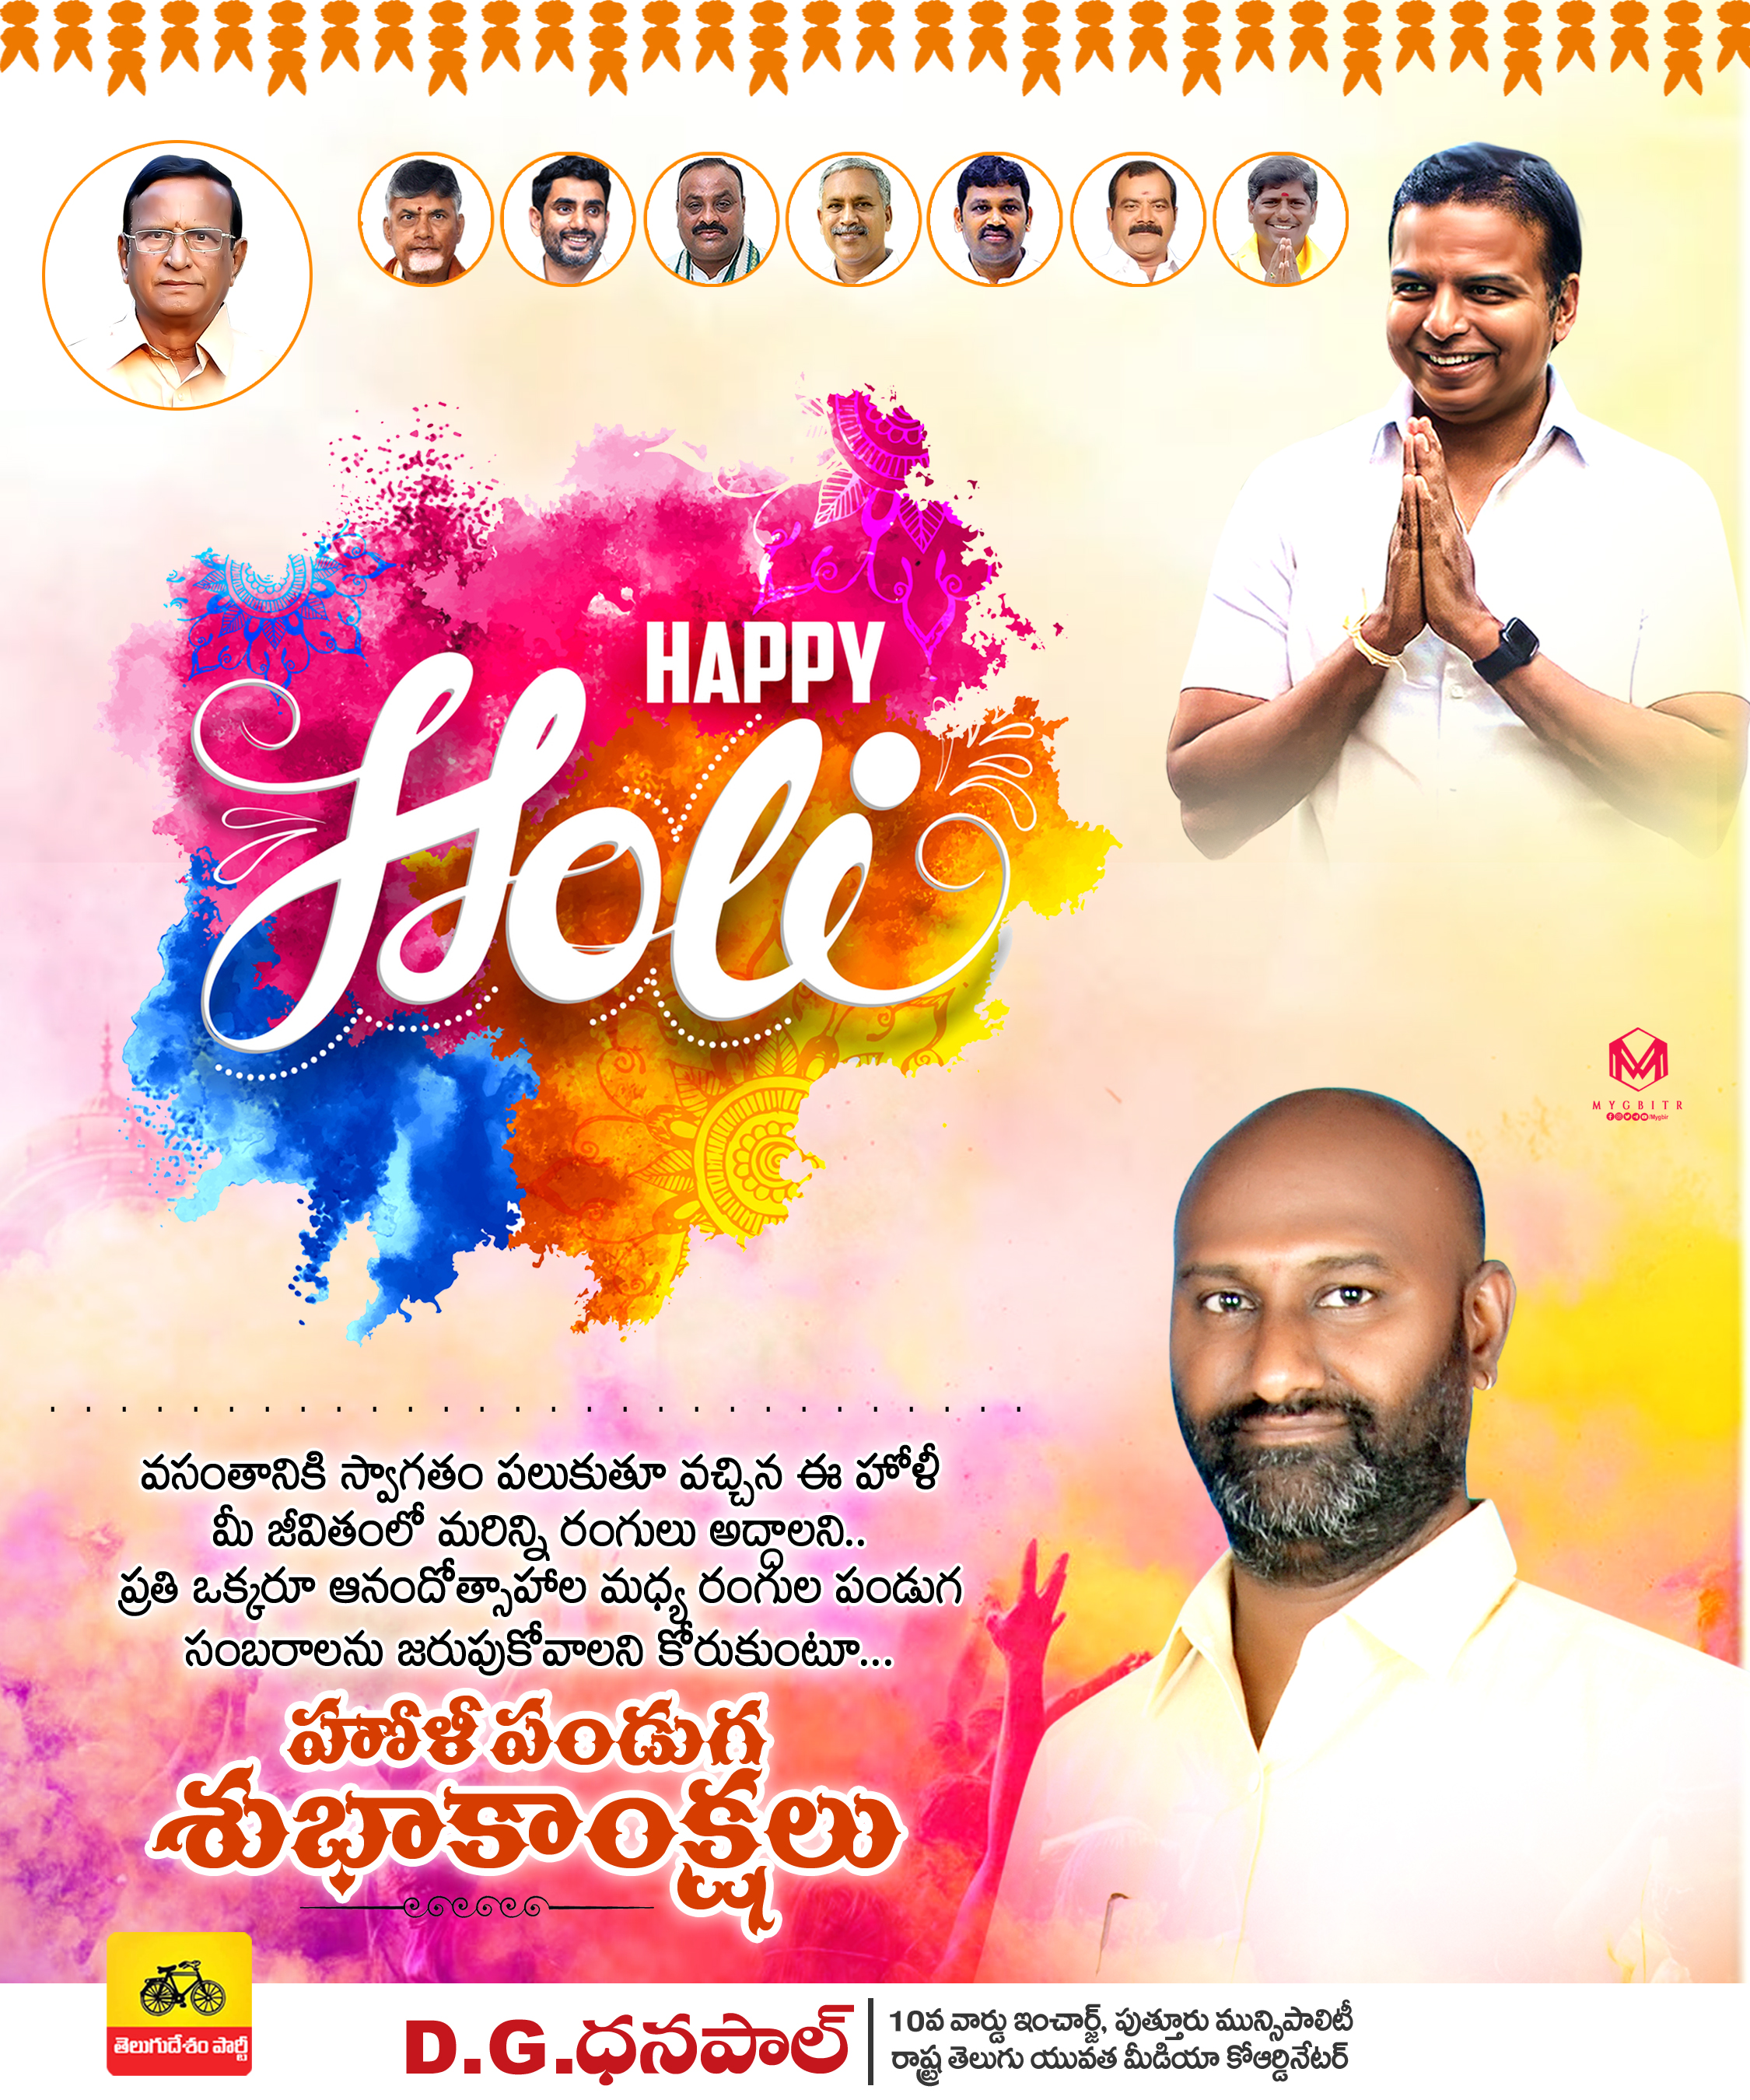 HAPPY
Holi
MYGBITR
/Mygbir
వసంతానికి స్వాగతం పలుకుతూ వచ్చిన ఈ హోళీ
మీ జీవితంలో మరిన్ని రంగులు అద్దాలని..
ప్రతి ఒక్కరూ ఆనందోత్సాహాల మధ్య రంగుల పండుగ
సంబరాలను జరుపుకోవాలని కోరుకుంటూ...
హోళీ పండుగ
శుభాకాంక్షలు
తెలుగుదేశం పార్టీ
D.G.ధనపాల్
10వ వార్డు ఇంచార్జ్, పుత్తూరు మున్సిపాలిటీ
రాష్ట్ర తెలుగు యువత మీడియా కోఆర్డినేటర్